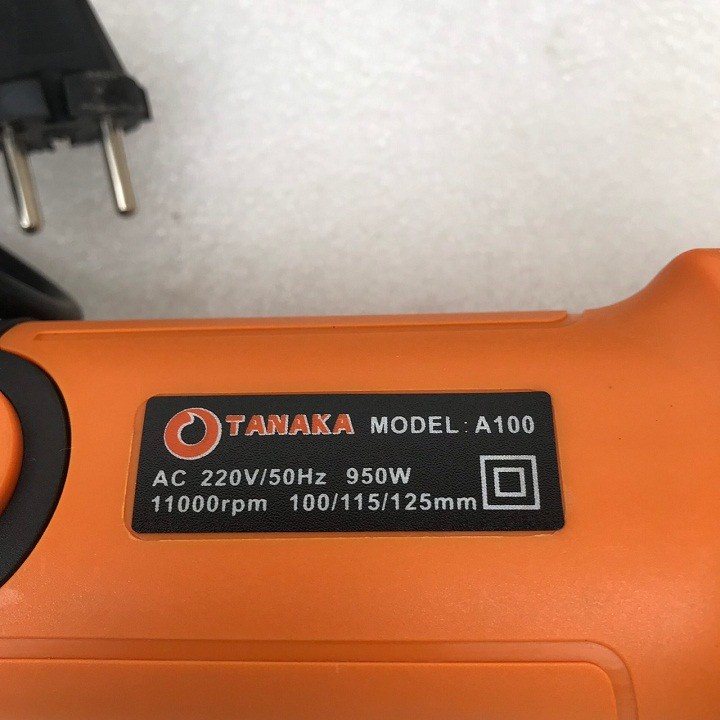 TANAKA MODEL: A100
AC 220V/50Hz 950W
11000rpm 100/115/125mm